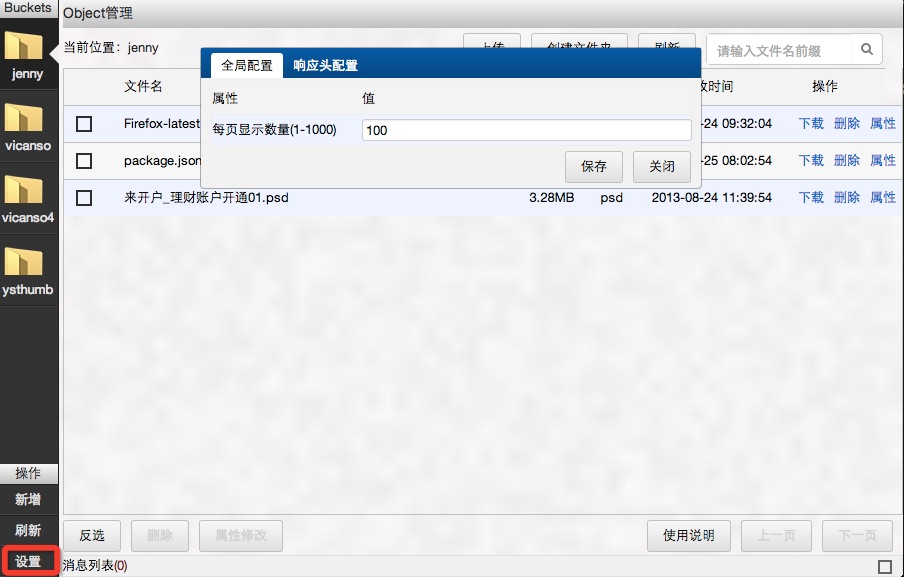 Buckets
Object管理
jenny
vicanso
vicanso4
ysthumb
操作
新增
刷新
设置
当前位置：jenny
上传
创建文件夹
刷新
请输入文件名前缀
全局配置
响应头配置
属性
值
每页显示数量(1-1000)
100
保存
关闭
文件名
时间
操作
Firefox-latest
-24 09:32:04
下载
删除
属性
package.json
-25 08:02:54
下载
删除
属性
来开户_理财账户开通01.psd
3.28MB
psd
2013-08-24 11:39:54
下载
删除
属性
反选
删除
属性修改
使用说明
上一页
下一页
消息列表(0)